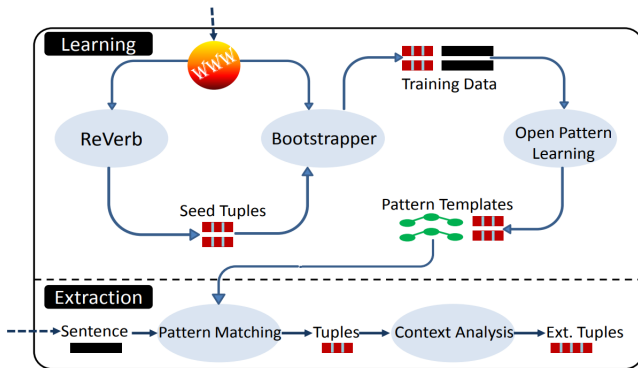 Learning
WWW
Training Data
ReVerb
Bootstrapper
Open Pattern
Learning
Seed Tuples
Pattern Templates
Extraction
Sentence
Pattern Matching
Tuples
Context Analysis
Ext. Tuples